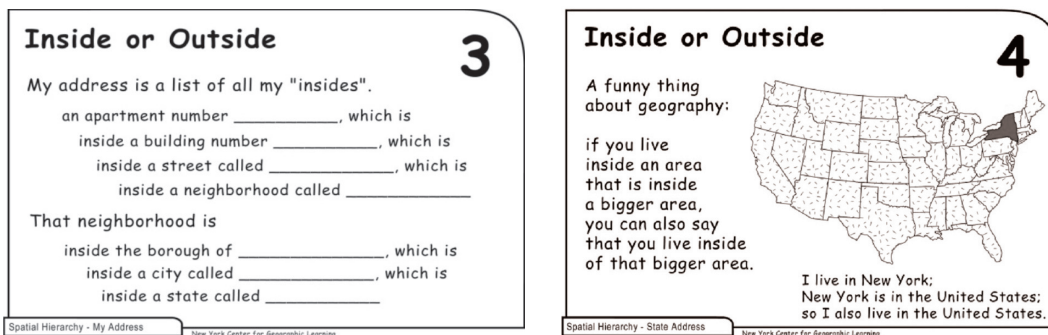 Inside or Outside
3
My address is a list of all my "insides".
an apartment number ___________, which is
inside a building number ___________, which is
inside a street called _____________, which is
inside a neighborhood called _____________
That neighborhood is
inside the borough of _______________, which is
inside a city called ______________, which is
inside a state called ____________
Spatial Hierarchy - My Address
New York Center for Geographic Learning
Inside or Outside
4
A funny thing
about geography:
if you live
inside an area
that is inside
a bigger area,
you can also say
that you live inside
of that bigger area.
I live in New York;
New York is in the United States;
so I also live in the United States.
Spatial Hierarchy - State Address
New York Center for Geographic Learning